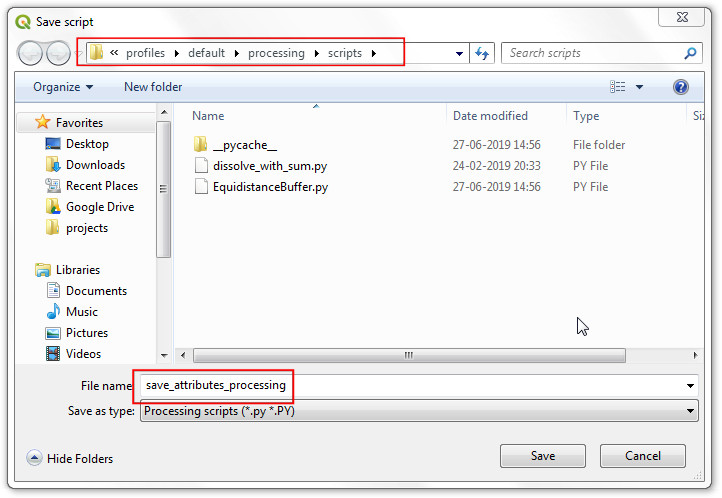 Save script
« profiles default processing scripts
Search scripts
Organize New folder
Name Date modified Type Si
Favorites
Desktop
Downloads
Recent Places
Google Drive
projects
Libraries
Documents
Music
Pictures
Videos
__pycache__ 27-06-2019 14:56 File folder
dissolve_with_sum.py 24-02-2019 20:33 PY File
EquidistanceBuffer.py 27-06-2019 14:56 PY File
File name: save_attributes_processing
Save as type: Processing scripts (*.py *.PY)
Hide Folders
Save
Cancel